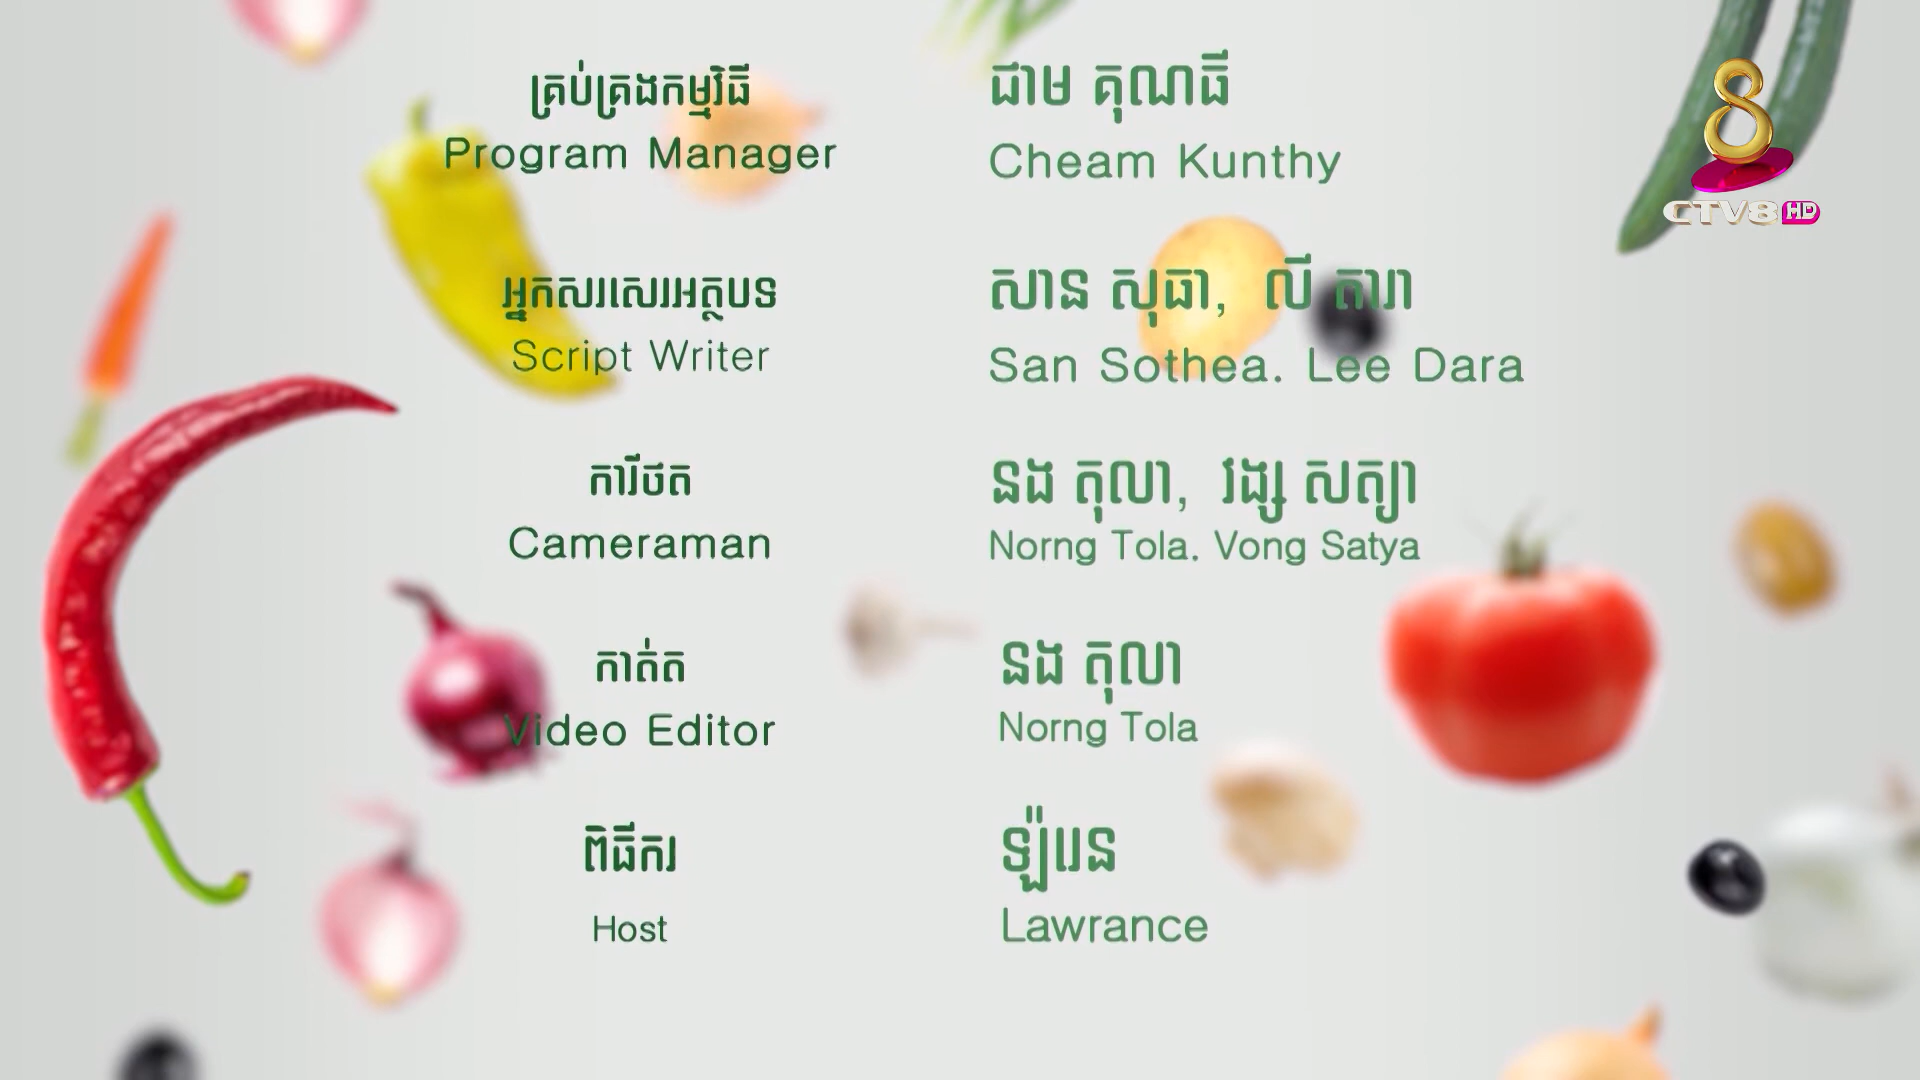 គ្រប់គ្រងកម្មវិធី
Program Manager
ជាម គុណធី
Cheam Kunthy
អ្នកសរសេរអត្ថបទ
Script Writer
សាន សុធា, លី តារា
San Sothea. Lee Dara
ការីថត
Cameraman
នង តុលា, វង្ស សត្យា
Norng Tola. Vong Satya
កាត់ត
Video Editor
នង តុលា
Norng Tola
ពិធីករ
Host
ឡ៉រេន
Lawrance
8
CTV8 HD